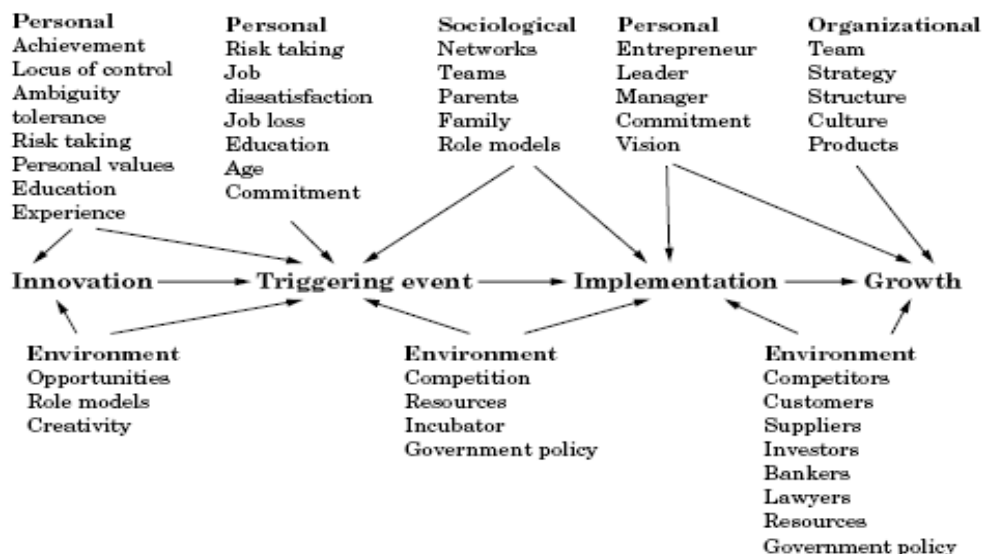 Personal
Achievement
Locus of control
Ambiguity
tolerance
Risk taking
Personal values
Education
Experience
Personal
Risk taking
Job
dissatisfaction
Job loss
Education
Age
Commitment
Sociological
Networks
Teams
Parents
Family
Role models
Personal
Entrepreneur
Leader
Manager
Commitment
Vision
Organizational
Team
Strategy
Structure
Culture
Products
Innovation
Triggering event
Implementation
Growth
Environment
Opportunities
Role models
Creativity
Environment
Competition
Resources
Incubator
Government policy
Environment
Competitors
Customers
Suppliers
Investors
Bankers
Lawyers
Resources
Government policy